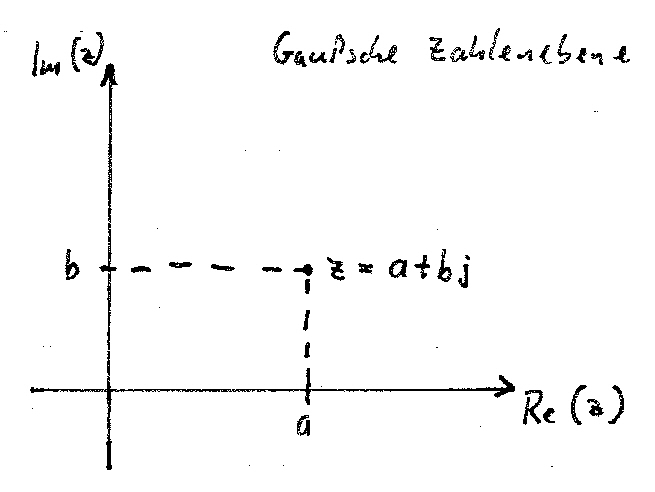 Im(z)
Gaußsche Zahlenebene
b
z = a + bj
a
Re(z)